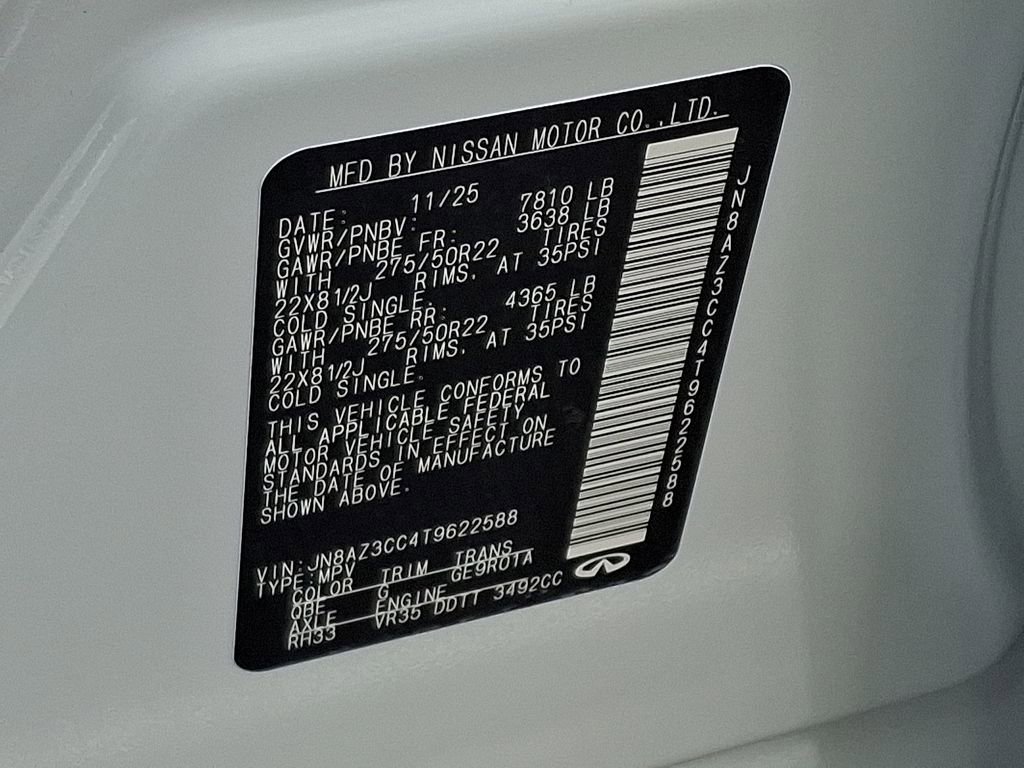 MFD BY NISSAN MOTOR CO.,LTD.
DATE: 11/25
GVWR/PNBV: 7810 LB
GAWR/PNBE FR: 3638 LB
WITH 275/50R22 TIRES
22X81/2J RIMS, AT 35PSI
COLD SINGLE.
GAWR/PNBE RR: 4365 LB
WITH 275/50R22 TIRES
22X81/2J RIMS, AT 35PSI
COLD SINGLE.
THIS VEHICLE CONFORMS TO
ALL APPLICABLE FEDERAL
MOTOR VEHICLE SAFETY
STANDARDS IN EFFECT ON
THE DATE OF MANUFACTURE
SHOWN ABOVE.
VIN:JN8AZ3CC4T9622588
TYPE:MPV
COLOR TRIM TRANS
QBE G GE9R01A
AXLE ENGINE
RH33 VR35 DDTT 3492CC
JN8AZ3CC4T9622588